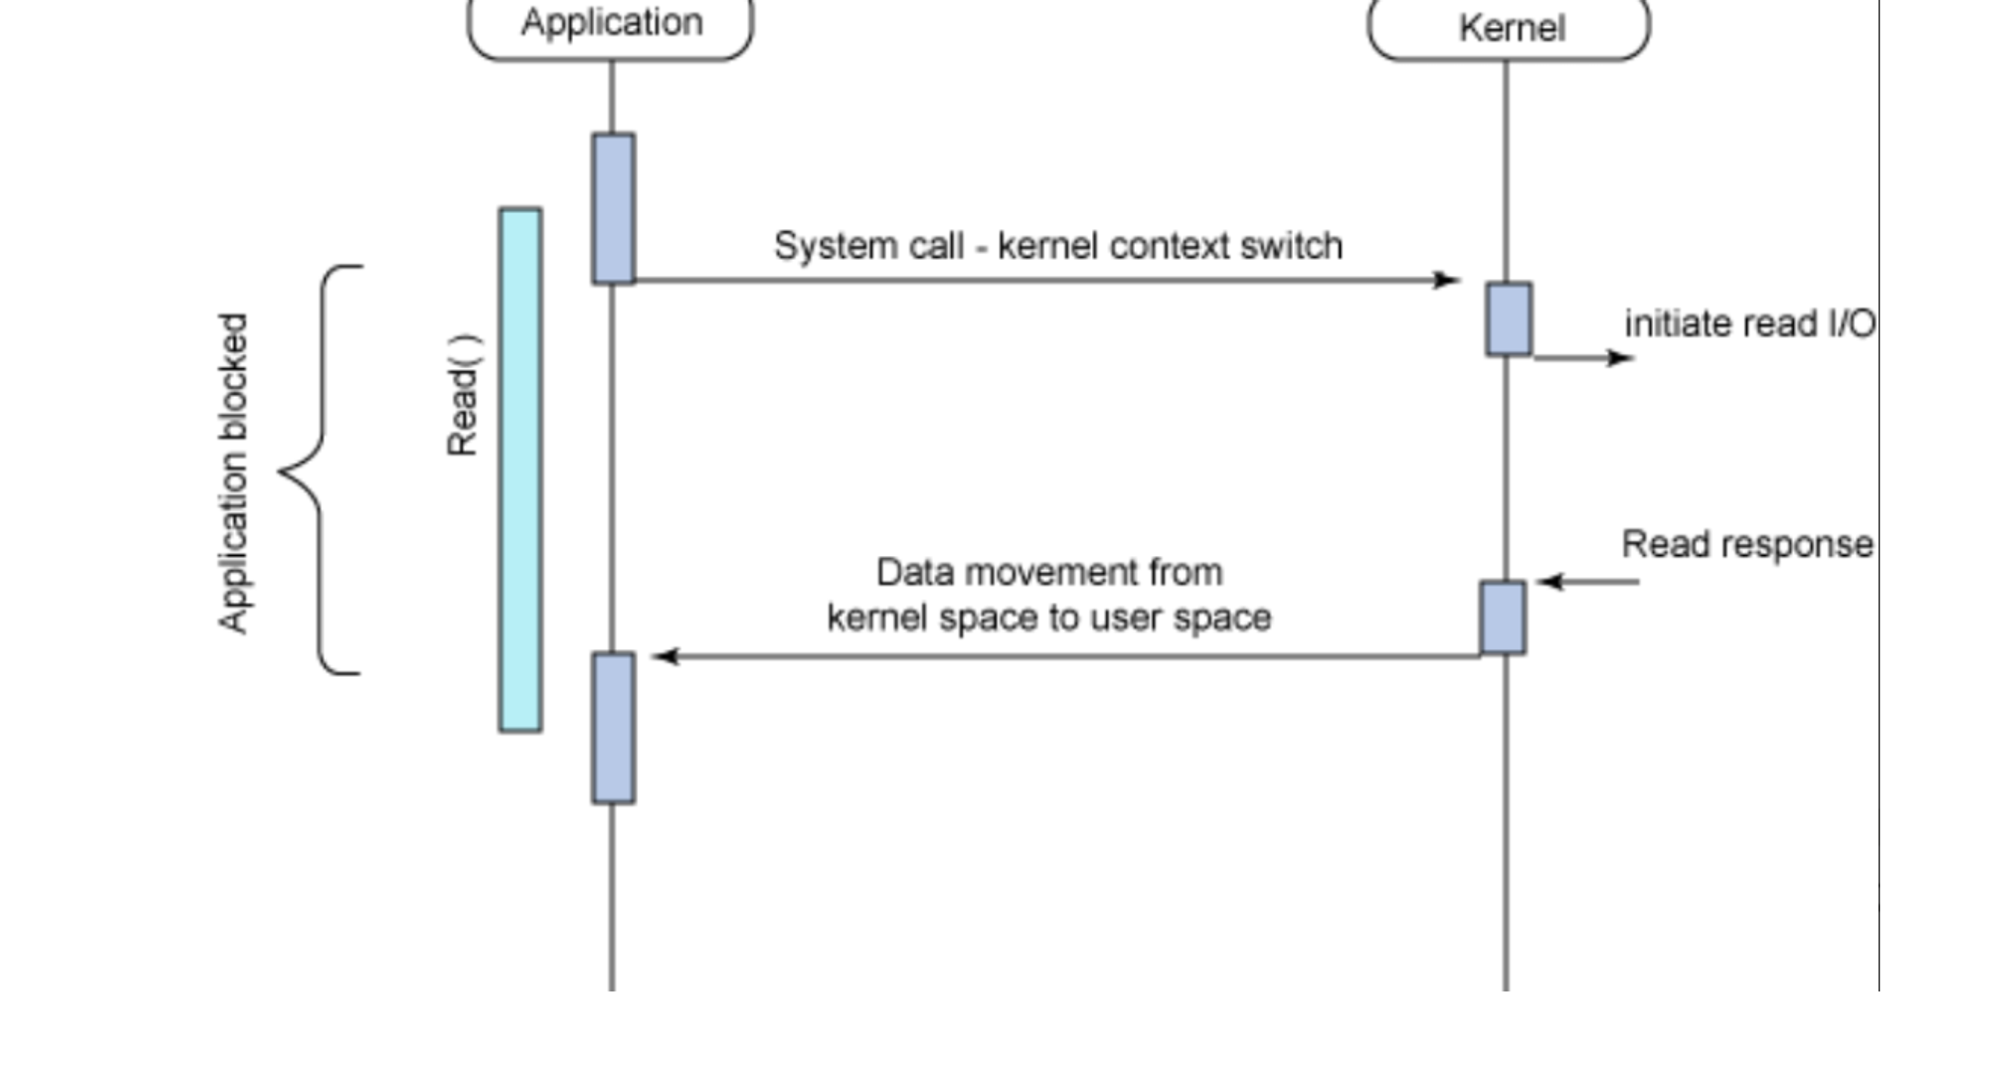 Application
Kernel
System call - kernel context switch
initiate read I/O
Application blocked
Read( )
Read response
Data movement from
kernel space to user space